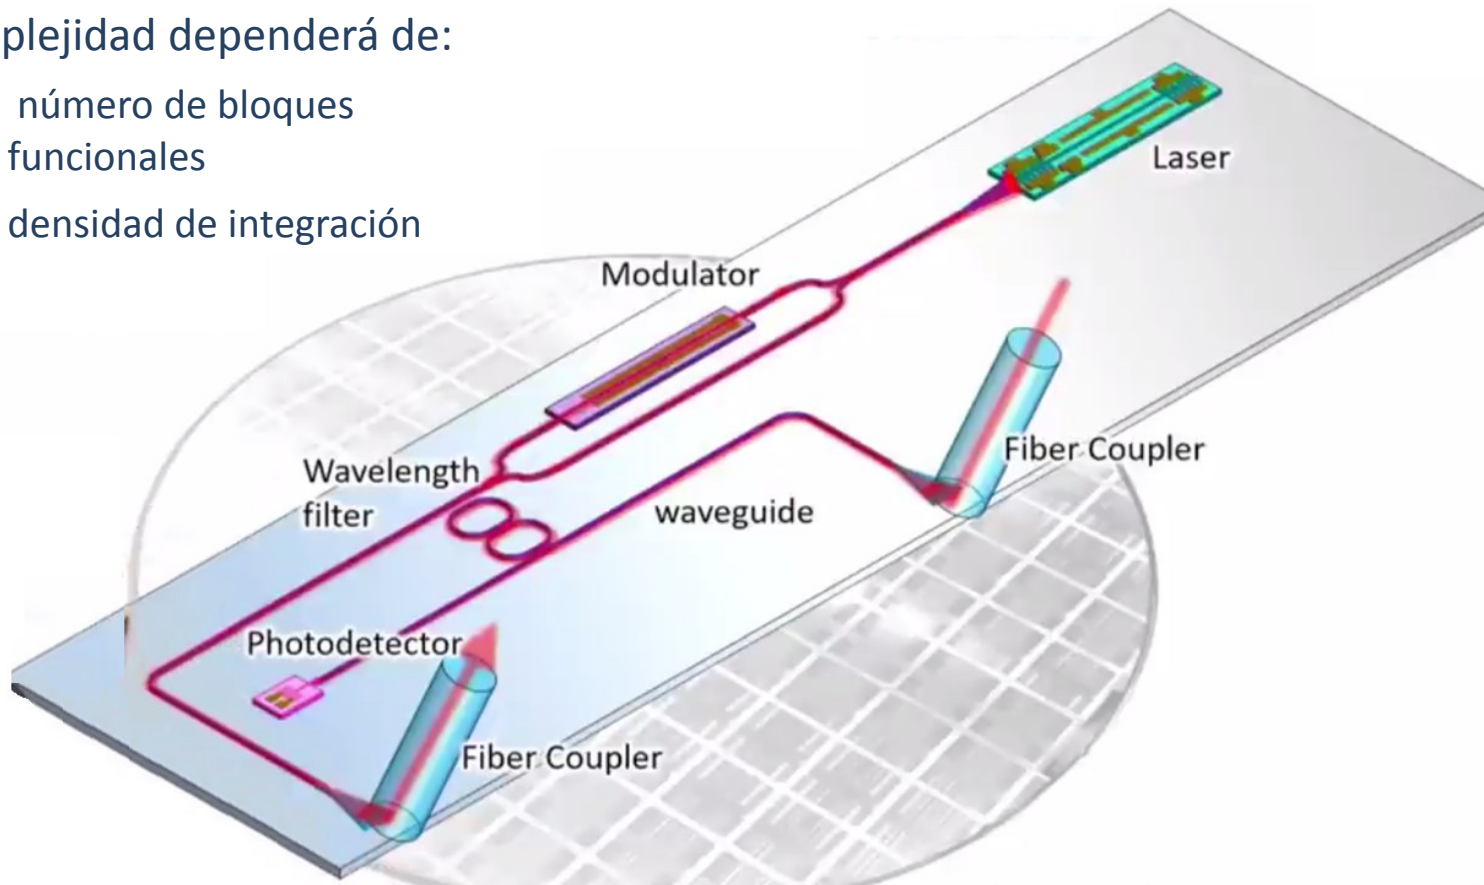 plejidad dependerá de:
número de bloques
funcionales
densidad de integración
Laser
Modulator
Fiber Coupler
Wavelength
filter
waveguide
Photodetector
Fiber Coupler